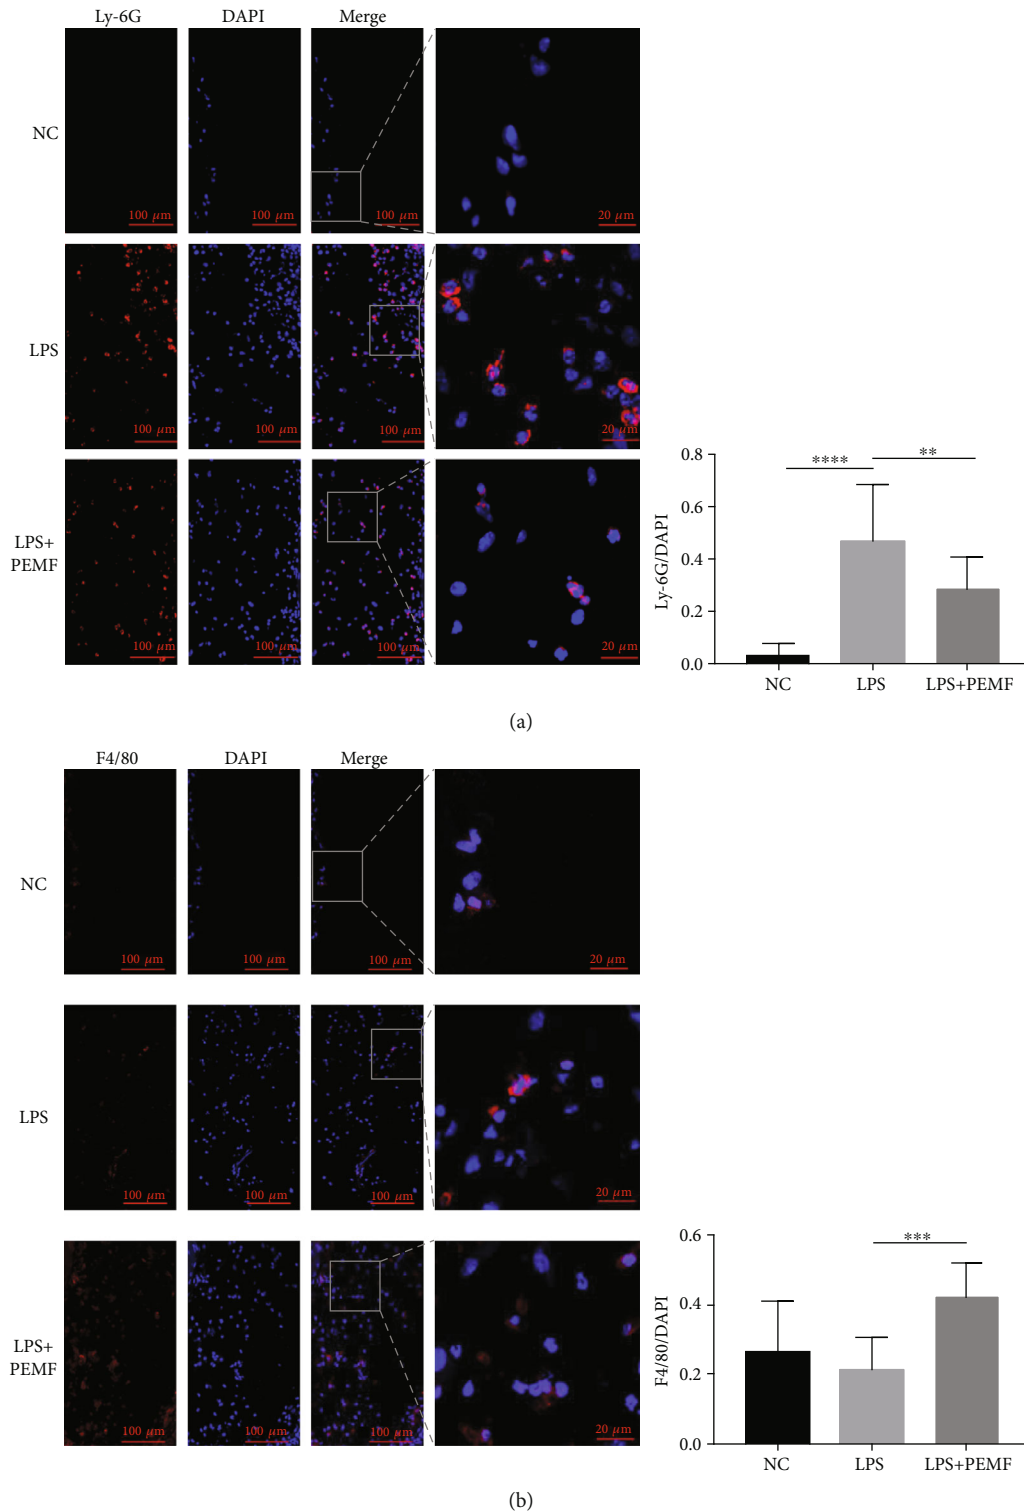 Ly-6G DAPI Merge
NC
100 µm 100 µm 100 µm 20 µm
LPS
100 µm 100 µm 100 µm 20 µm
LPS+
PEMF
100 µm 100 µm 100 µm 20 µm
Ly-6G/DAPI
0.8
0.6
0.4
0.2
0.0
**** **
NC LPS LPS+PEMF
(a)
F4/80 DAPI Merge
NC
100 µm 100 µm 100 µm 20 µm
LPS
100 µm 100 µm 100 µm 20 µm
LPS+
PEMF
100 µm 100 µm 100 µm 20 µm
F4/80/DAPI
0.6
0.4
0.2
0.0
***
NC LPS LPS+PEMF
(b)